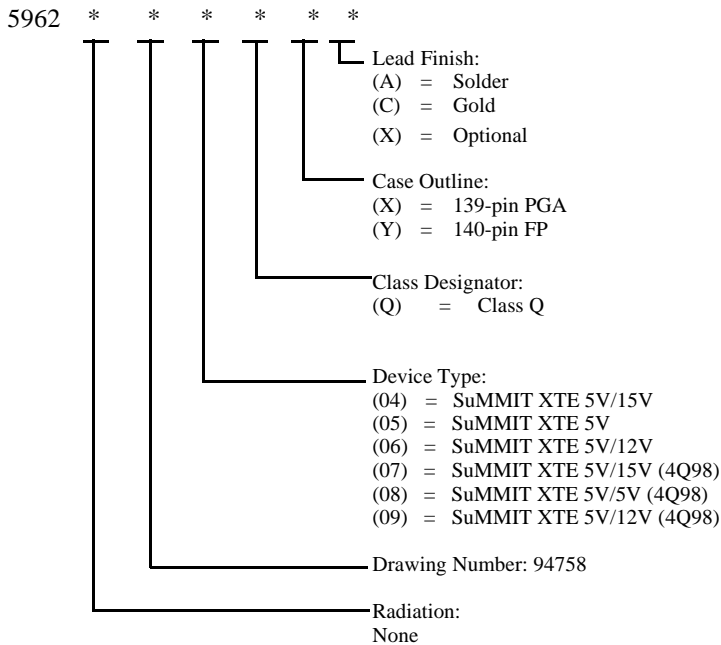 5962 * * * * * *
Lead Finish:
(A) = Solder
(C) = Gold
(X) = Optional
Case Outline:
(X) = 139-pin PGA
(Y) = 140-pin FP
Class Designator:
(Q) = Class Q
Device Type:
(04) = SuMMIT XTE 5V/15V
(05) = SuMMIT XTE 5V
(06) = SuMMIT XTE 5V/12V
(07) = SuMMIT XTE 5V/15V (4Q98)
(08) = SuMMIT XTE 5V/5V (4Q98)
(09) = SuMMIT XTE 5V/12V (4Q98)
Drawing Number: 94758
Radiation:
None